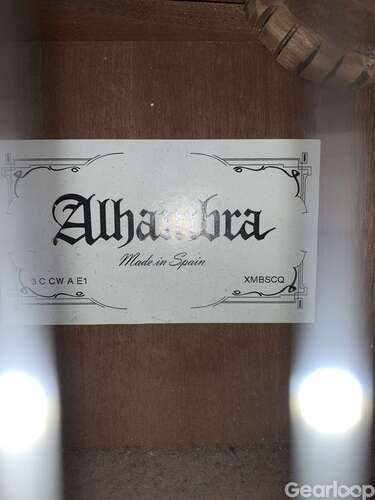 Alhambra
Made in Spain
3 C CW A E1
XMBSCQ
Gearloop